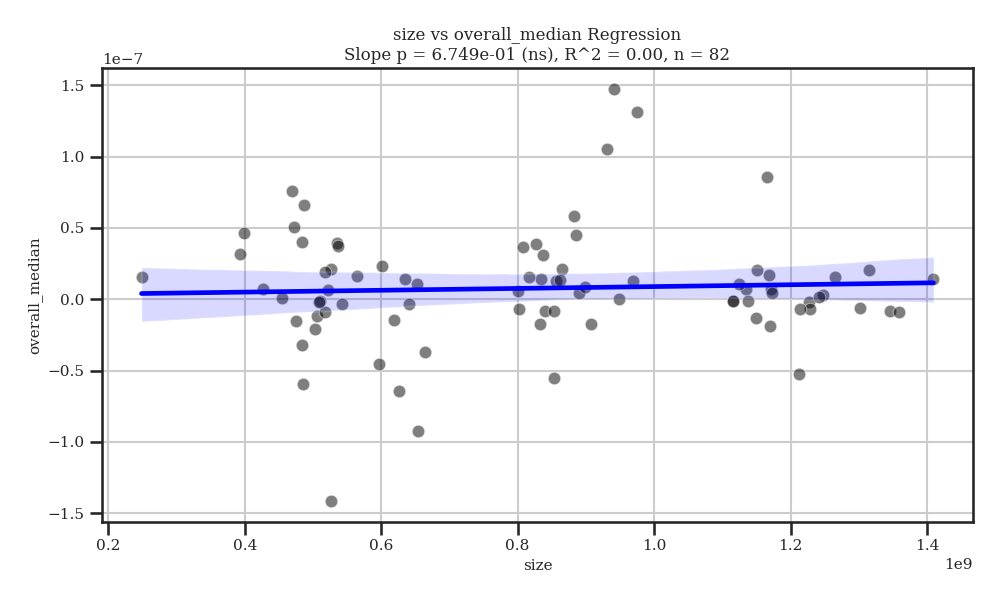 size vs overall_median Regression
Slope p = 6.749e-01 (ns), R^2 = 0.00, n = 82
1e−7
1.5
1.0
0.5
0.0
−0.5
−1.0
−1.5
overall_median
0.2 0.4 0.6 0.8 1.0 1.2 1.4
1e9
size